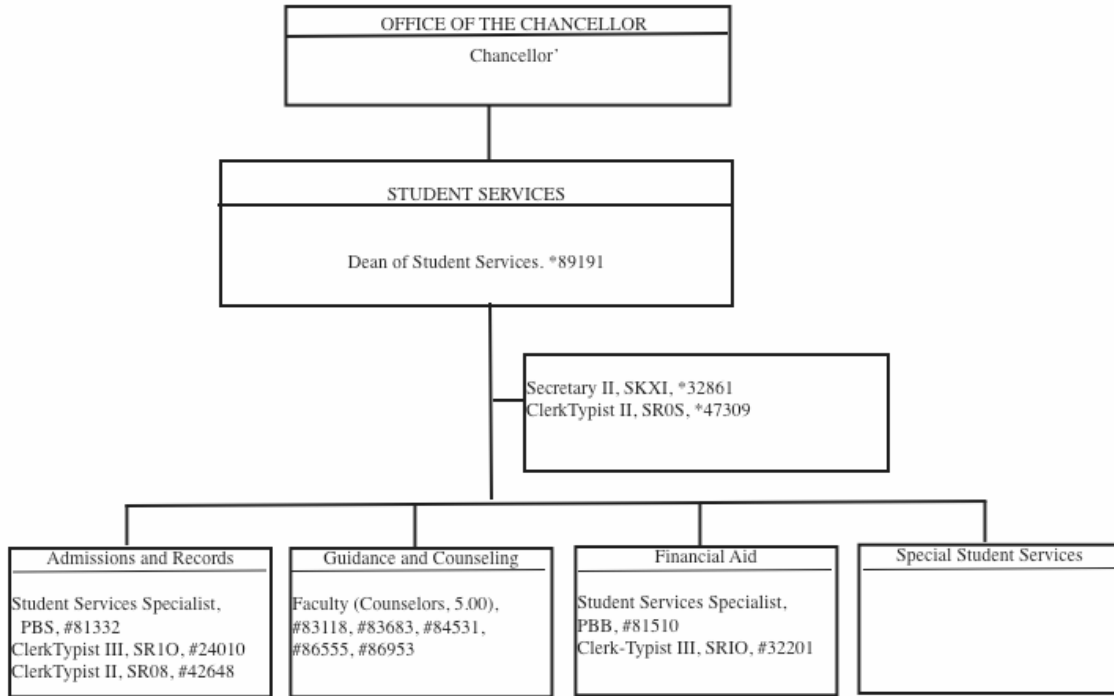 OFFICE OF THE CHANCELLOR
Chancellor’
STUDENT SERVICES
Dean of Student Services. *89191
Secretary II, SKXI, *32861
ClerkTypist II, SR0S, *47309
Admissions and Records
Student Services Specialist,
PBS, #81332
ClerkTypist III, SR1O, #24010
ClerkTypist II, SR08, #42648
Guidance and Counseling
Faculty (Counselors, 5.00),
#83118, #83683, #84531,
#86555, #86953
Financial Aid
Student Services Specialist,
PBB, #81510
Clerk-Typist III, SRIO, #32201
Special Student Services